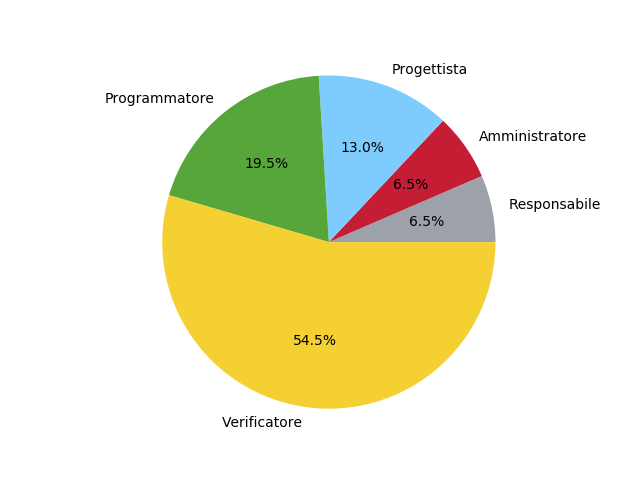 Progettista
Programmatore
Amministratore
13.0%
19.5%
6.5%
Responsabile
6.5%
54.5%
Verificatore